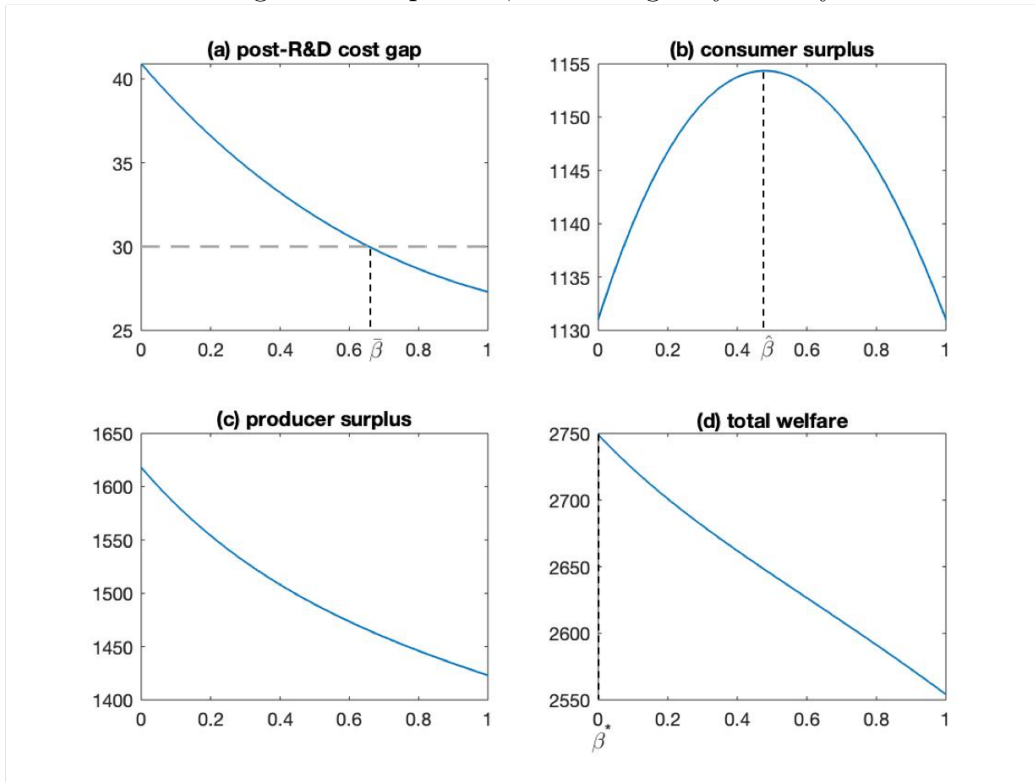 (a) post-R&D cost gap
40
35
30
25
0 0.2 0.4 0.6 β̄ 0.8 1
(b) consumer surplus
1155
1150
1145
1140
1135
1130
0 0.2 0.4 β̂ 0.6 0.8 1
(c) producer surplus
1650
1600
1550
1500
1450
1400
0 0.2 0.4 0.6 0.8 1
(d) total welfare
2750
2700
2650
2600
2550
0 0.2 0.4 0.6 0.8 1
β*